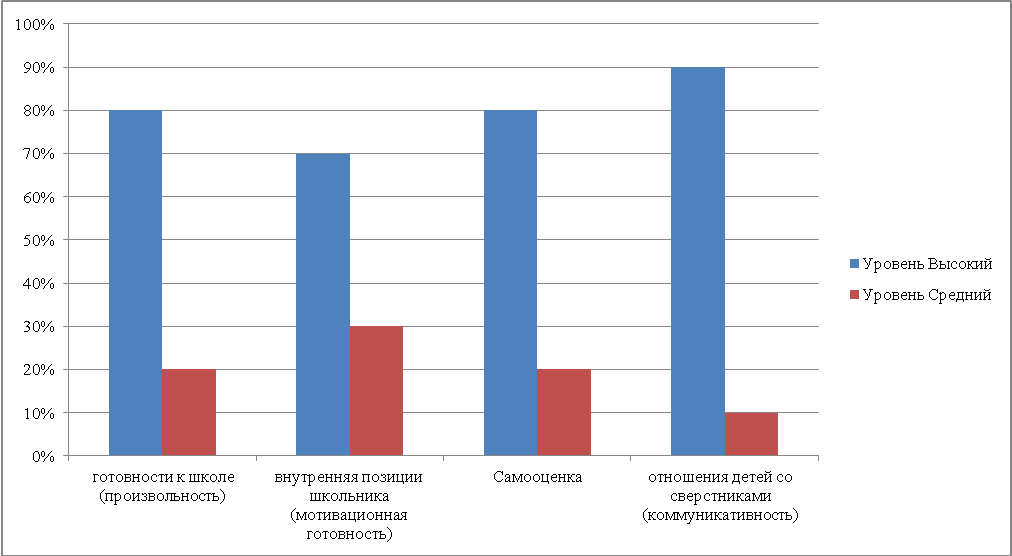 100%
90%
80%
70%
60%
50%
40%
30%
20%
10%
0%
готовности к школе
(произвольность)
внутренняя позиции
школьника
(мотивационная
готовность)
Самооценка
отношения детей со
сверстниками
(коммуникативность)
Уровень Высокий
Уровень Средний